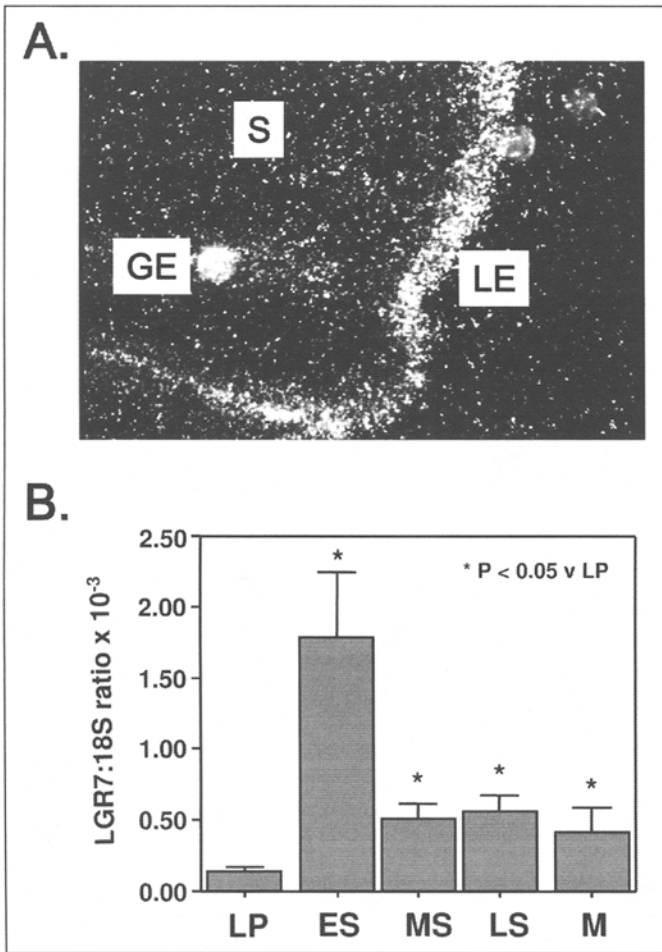 A.
S
GE
LE
B.
LGR7:18S ratio x 10-3
2.50
2.00
1.50
1.00
0.50
0.00
* P < 0.05 v LP
*
*
*
*
LP ES MS LS M